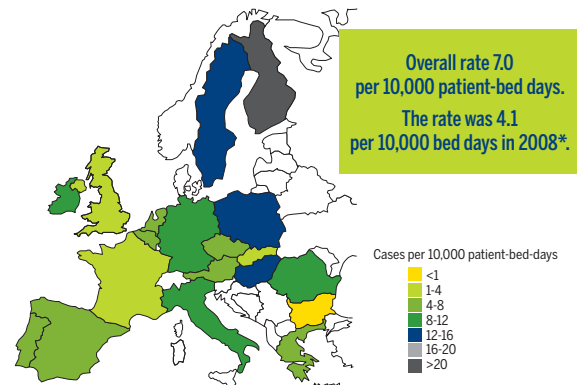 Overall rate 7.0
per 10,000 patient-bed days.
The rate was 4.1
per 10,000 bed days in 2008*.
Cases per 10,000 patient-bed-days
<1
1-4
4-8
8-12
12-16
16-20
>20